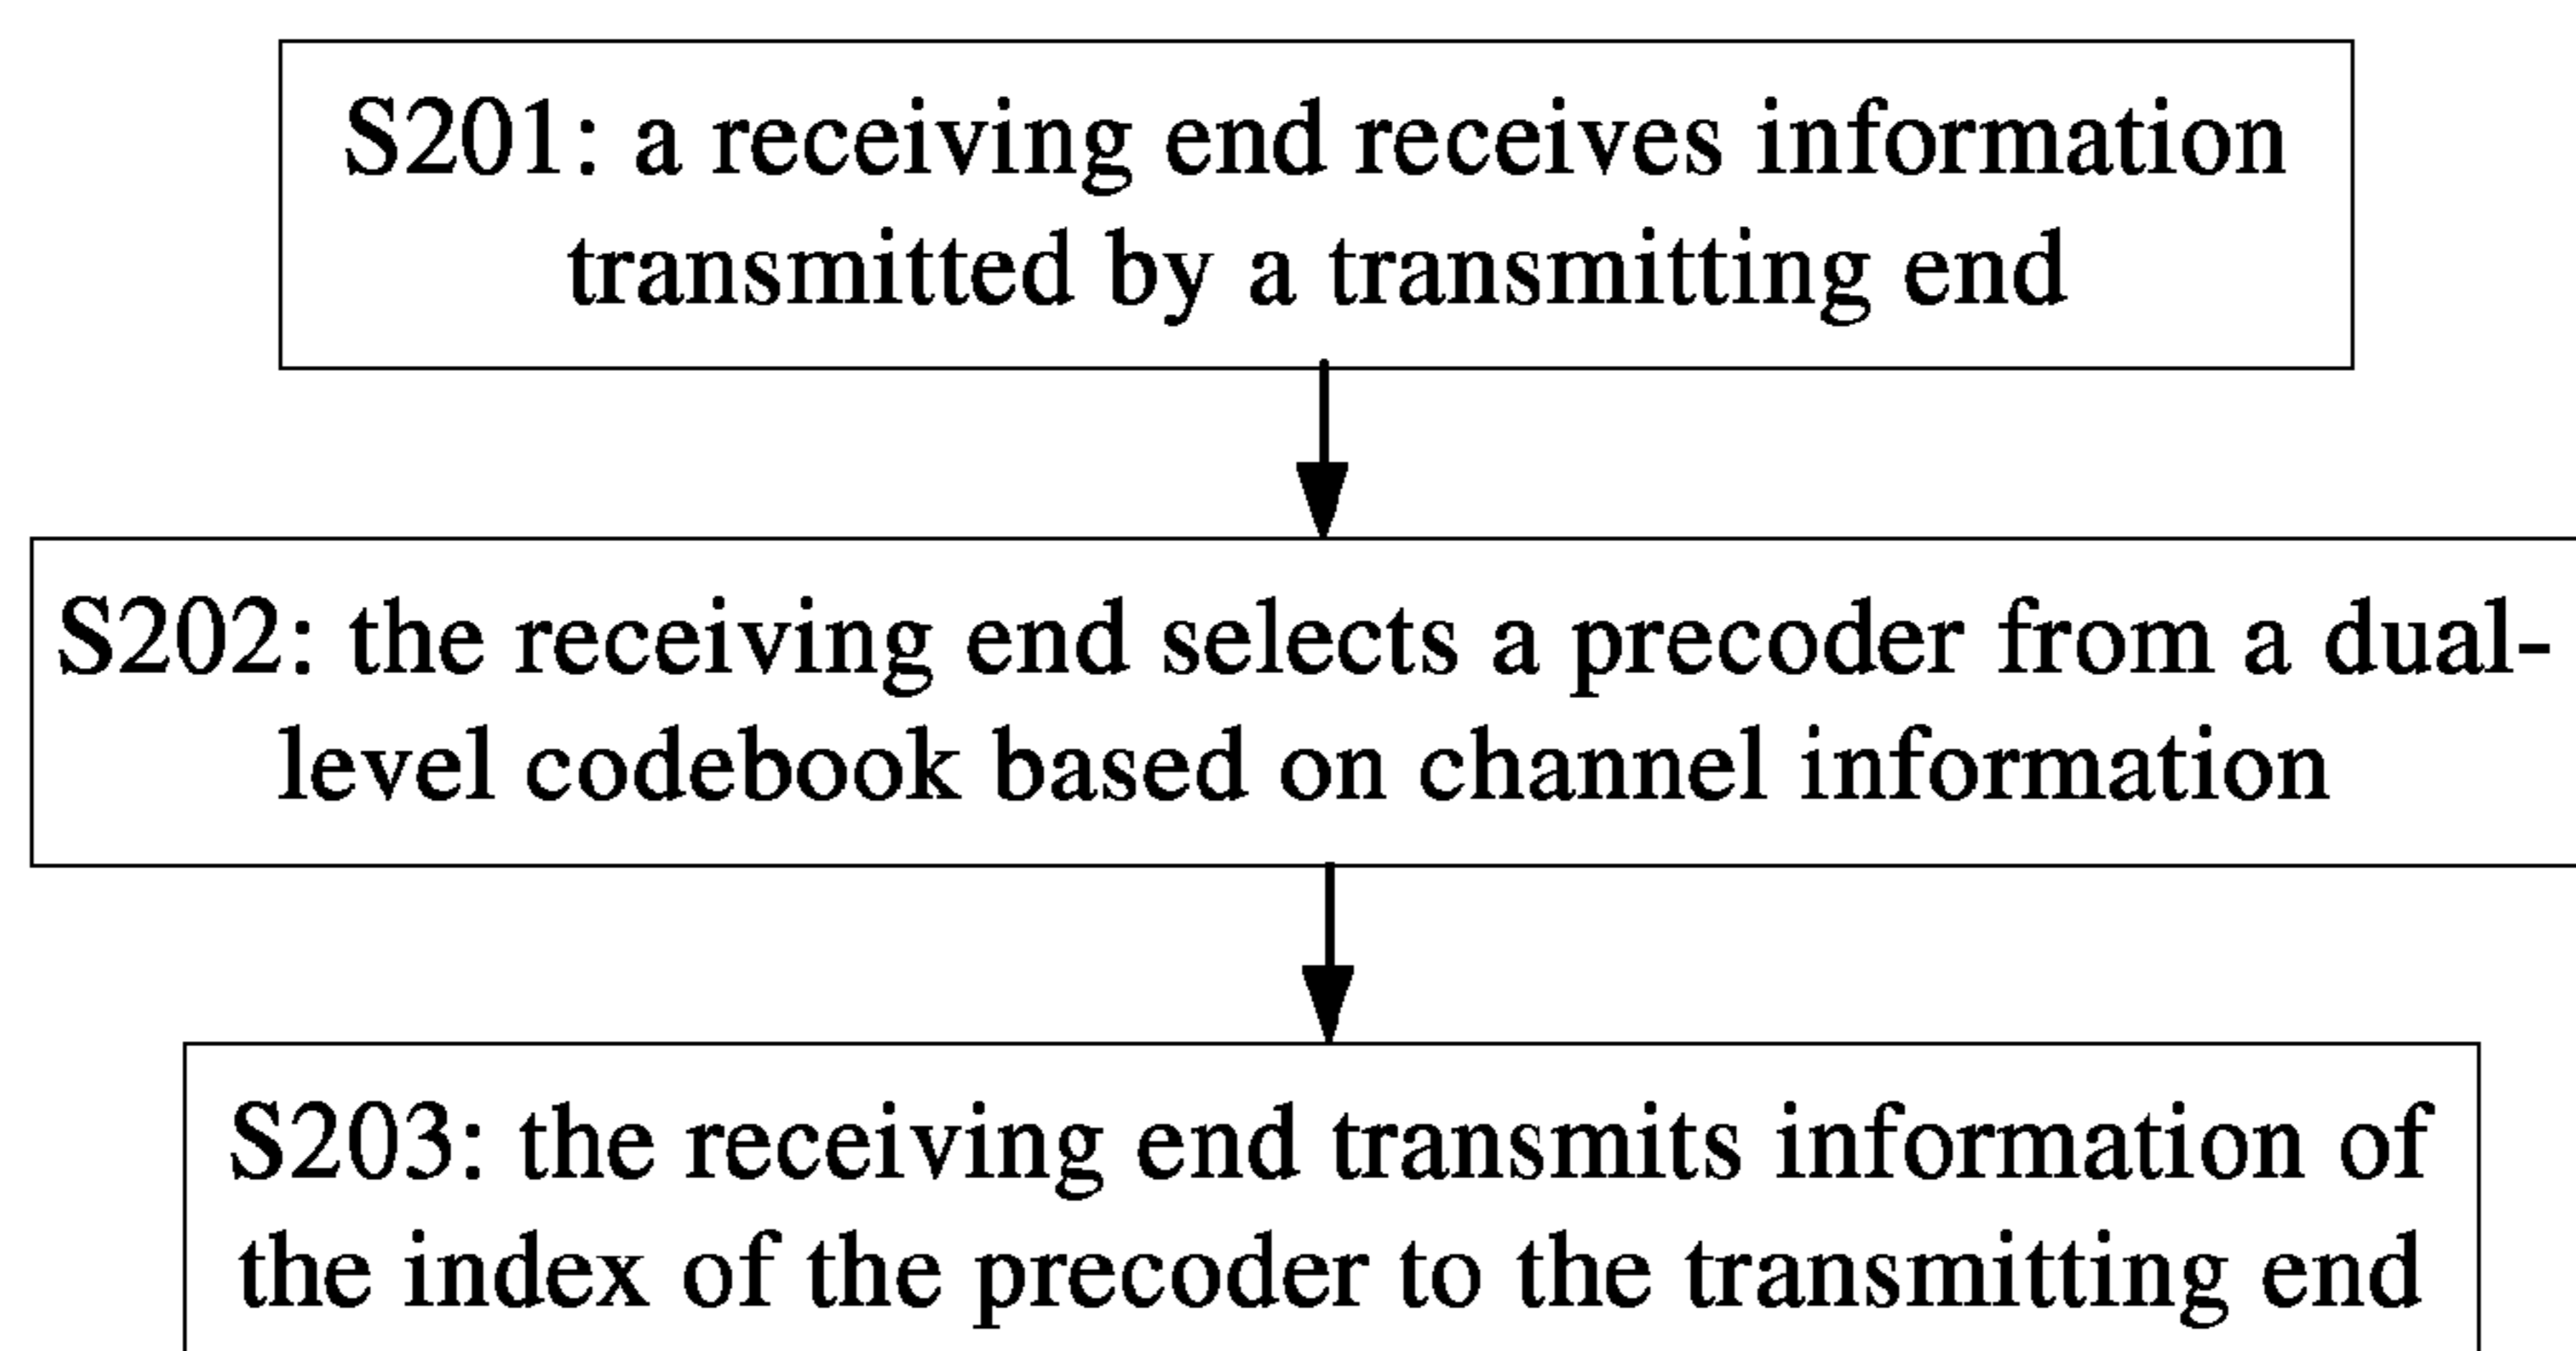 S201: a receiving end receives information
transmitted by a transmitting end
S202: the receiving end selects a precoder from a dual-
level codebook based on channel information
S203: the receiving end transmits information of
the index of the precoder to the transmitting end